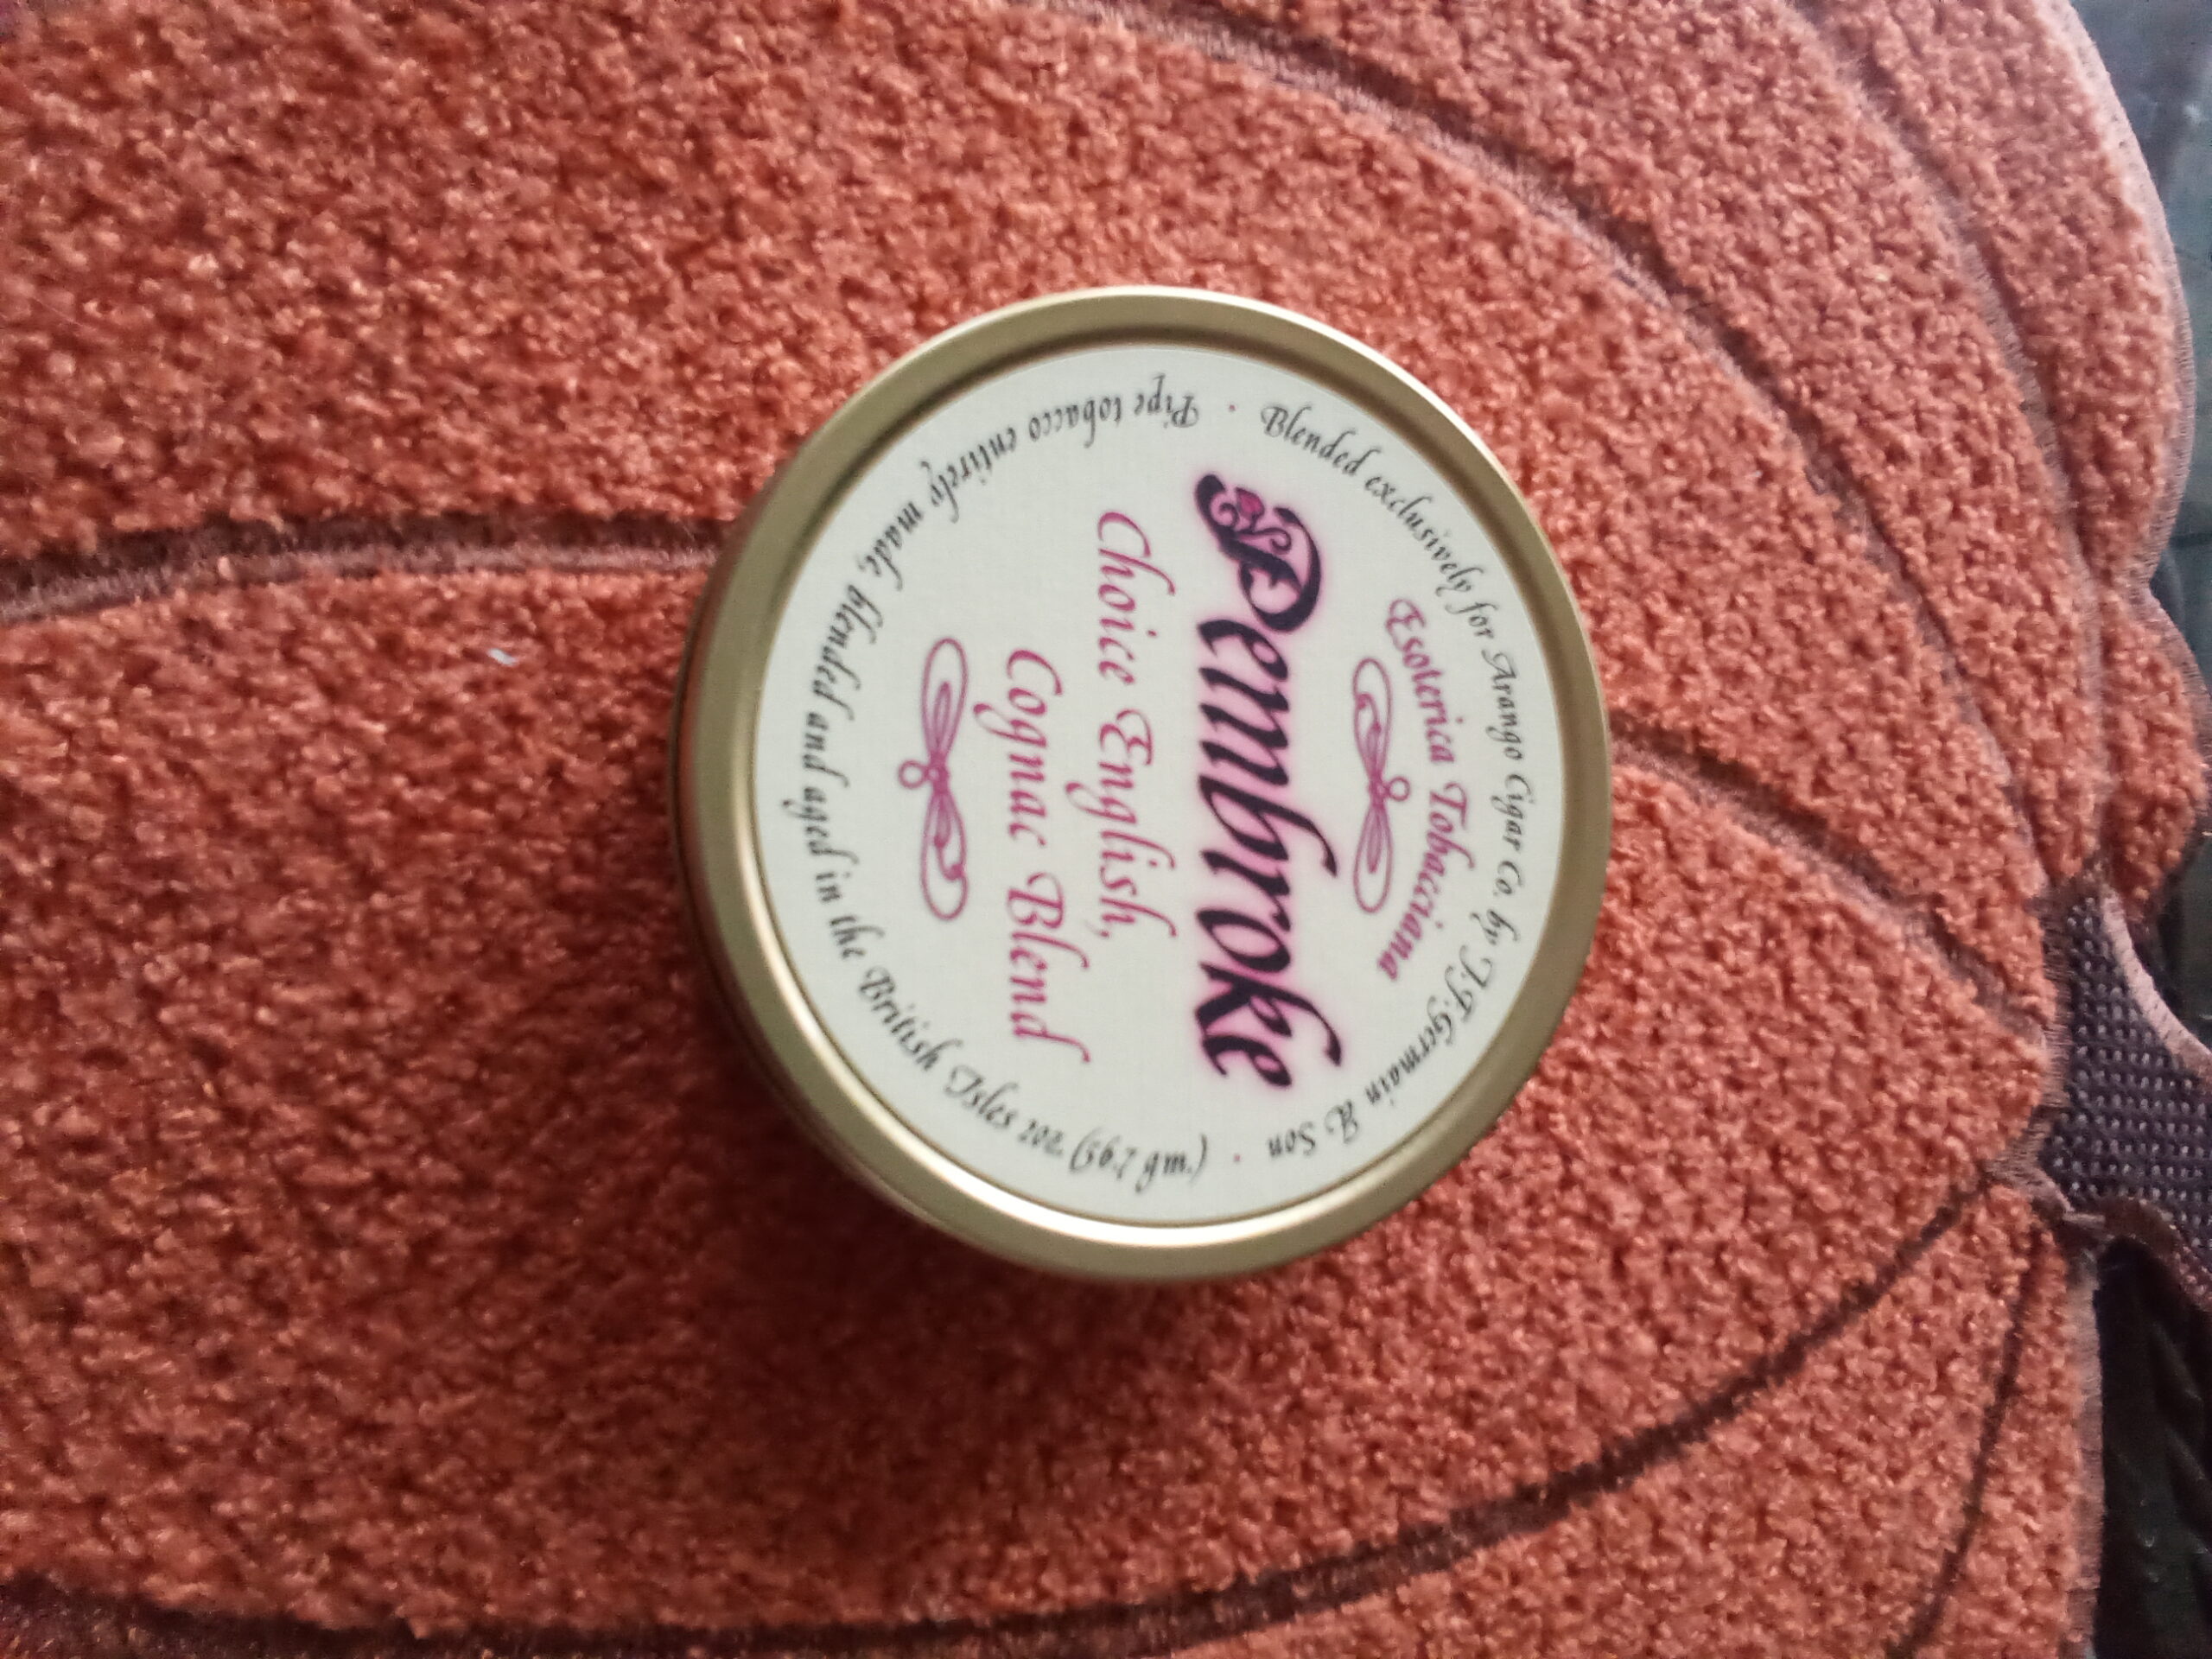 Blended exclusively for Arango Cigar Co. by J.F. Germain & Son
Esoterica Tobacciana
Pembroke
Choice English,
Cognac Blend
Pipe tobacco entirely made, blended and aged in the British Isles 2oz. (56.7 gm.)